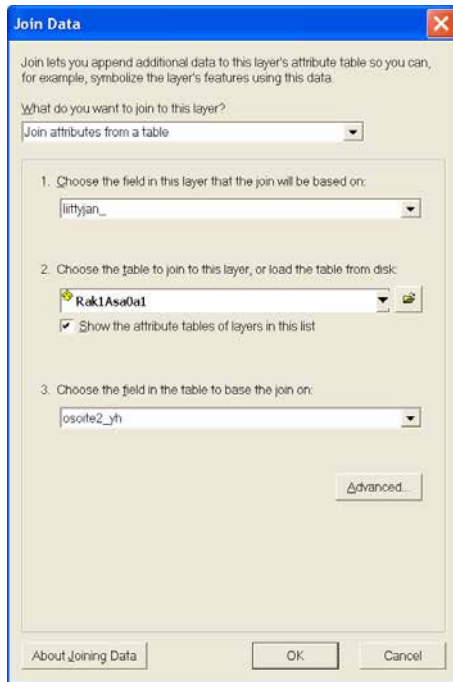 Join Data
Join lets you append additional data to this layer's attribute table so you can,
for example, symbolize the layer's features using this data.
What do you want to join to this layer?
Join attributes from a table
1. Choose the field in this layer that the join will be based on:
liittyjan_
2. Choose the table to join to this layer, or load the table from disk:
Rak1Asa0a1
Show the attribute tables of layers in this list
3. Choose the field in the table to base the join on:
osoite2_yh
Advanced...
About Joining Data
OK
Cancel